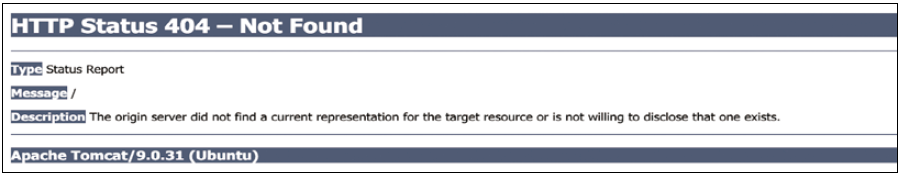 HTTP Status 404 – Not Found
Type Status Report
Message /
Description The origin server did not find a current representation for the target resource or is not willing to disclose that one exists.
Apache Tomcat/9.0.31 (Ubuntu)